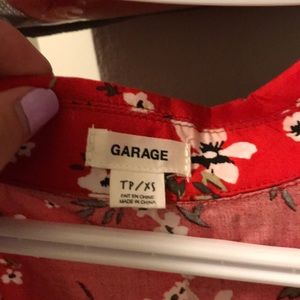 GARAGE
TP/XS
FAIT EN CHINE
MADE IN CHINA